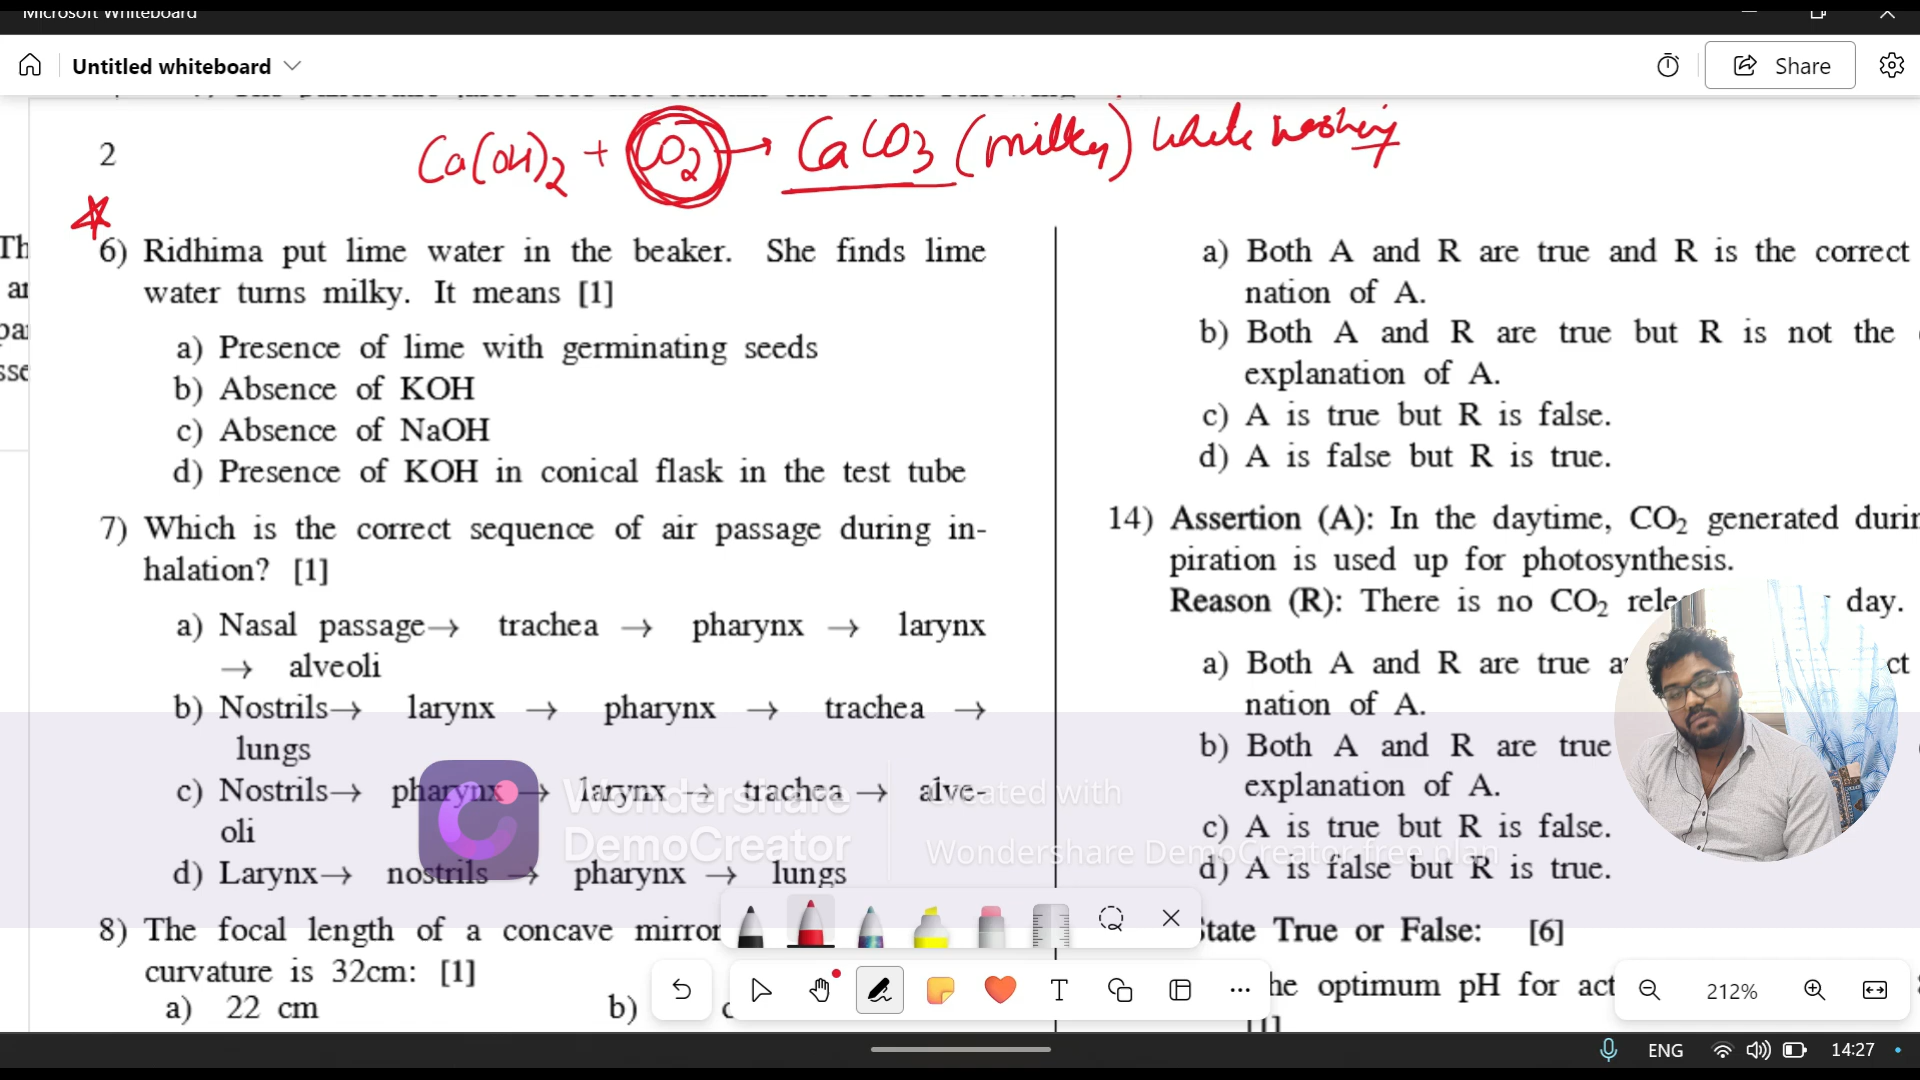 Microsoft Whiteboard
Untitled whiteboard
Share
2
Ca(OH)2 + CO2 → CaCO3 (milky) white washing
6) Ridhima put lime water in the beaker. She finds lime
water turns milky. It means [1]
a) Presence of lime with germinating seeds
b) Absence of KOH
c) Absence of NaOH
d) Presence of KOH in conical flask in the test tube
7) Which is the correct sequence of air passage during in-
halation? [1]
a) Nasal passage→ trachea → pharynx → larynx
→ alveoli
b) Nostrils→ larynx → pharynx → trachea →
lungs
c) Nostrils→ pharynx → larynx → trachea → alve-
oli
d) Larynx→ nostrils → pharynx → lungs
8) The focal length of a concave mirror
curvature is 32cm: [1]
a) 22 cm
b)
Th
ar
par
sse
a) Both A and R are true and R is the correct
nation of A.
b) Both A and R are true but R is not the
explanation of A.
c) A is true but R is false.
d) A is false but R is true.
14) Assertion (A): In the daytime, CO2 generated durin
piration is used up for photosynthesis.
Reason (R): There is no CO2 rele day.
a) Both A and R are true ct
nation of A.
b) Both A and R are true
explanation of A.
c) A is true but R is false.
d) A is false but R is true.
State True or False: [6]
he optimum pH for act
[1]
Wondershare
DemoCreator
Created with
Wondershare DemoCreator free plan
212%
ENG
14:27